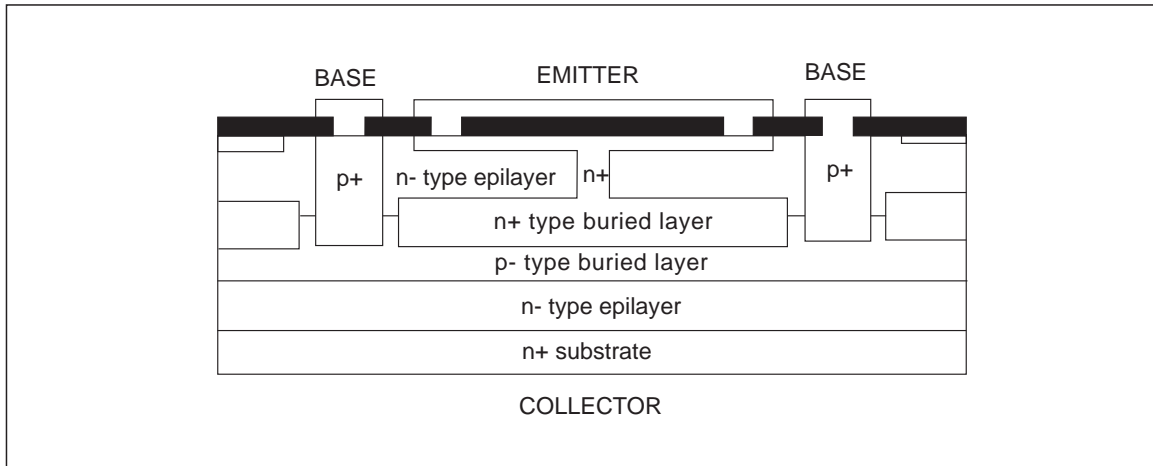 BASE
EMITTER
BASE
p+
n- type epilayer
n+
p+
n+ type buried layer
p- type buried layer
n- type epilayer
n+ substrate
COLLECTOR